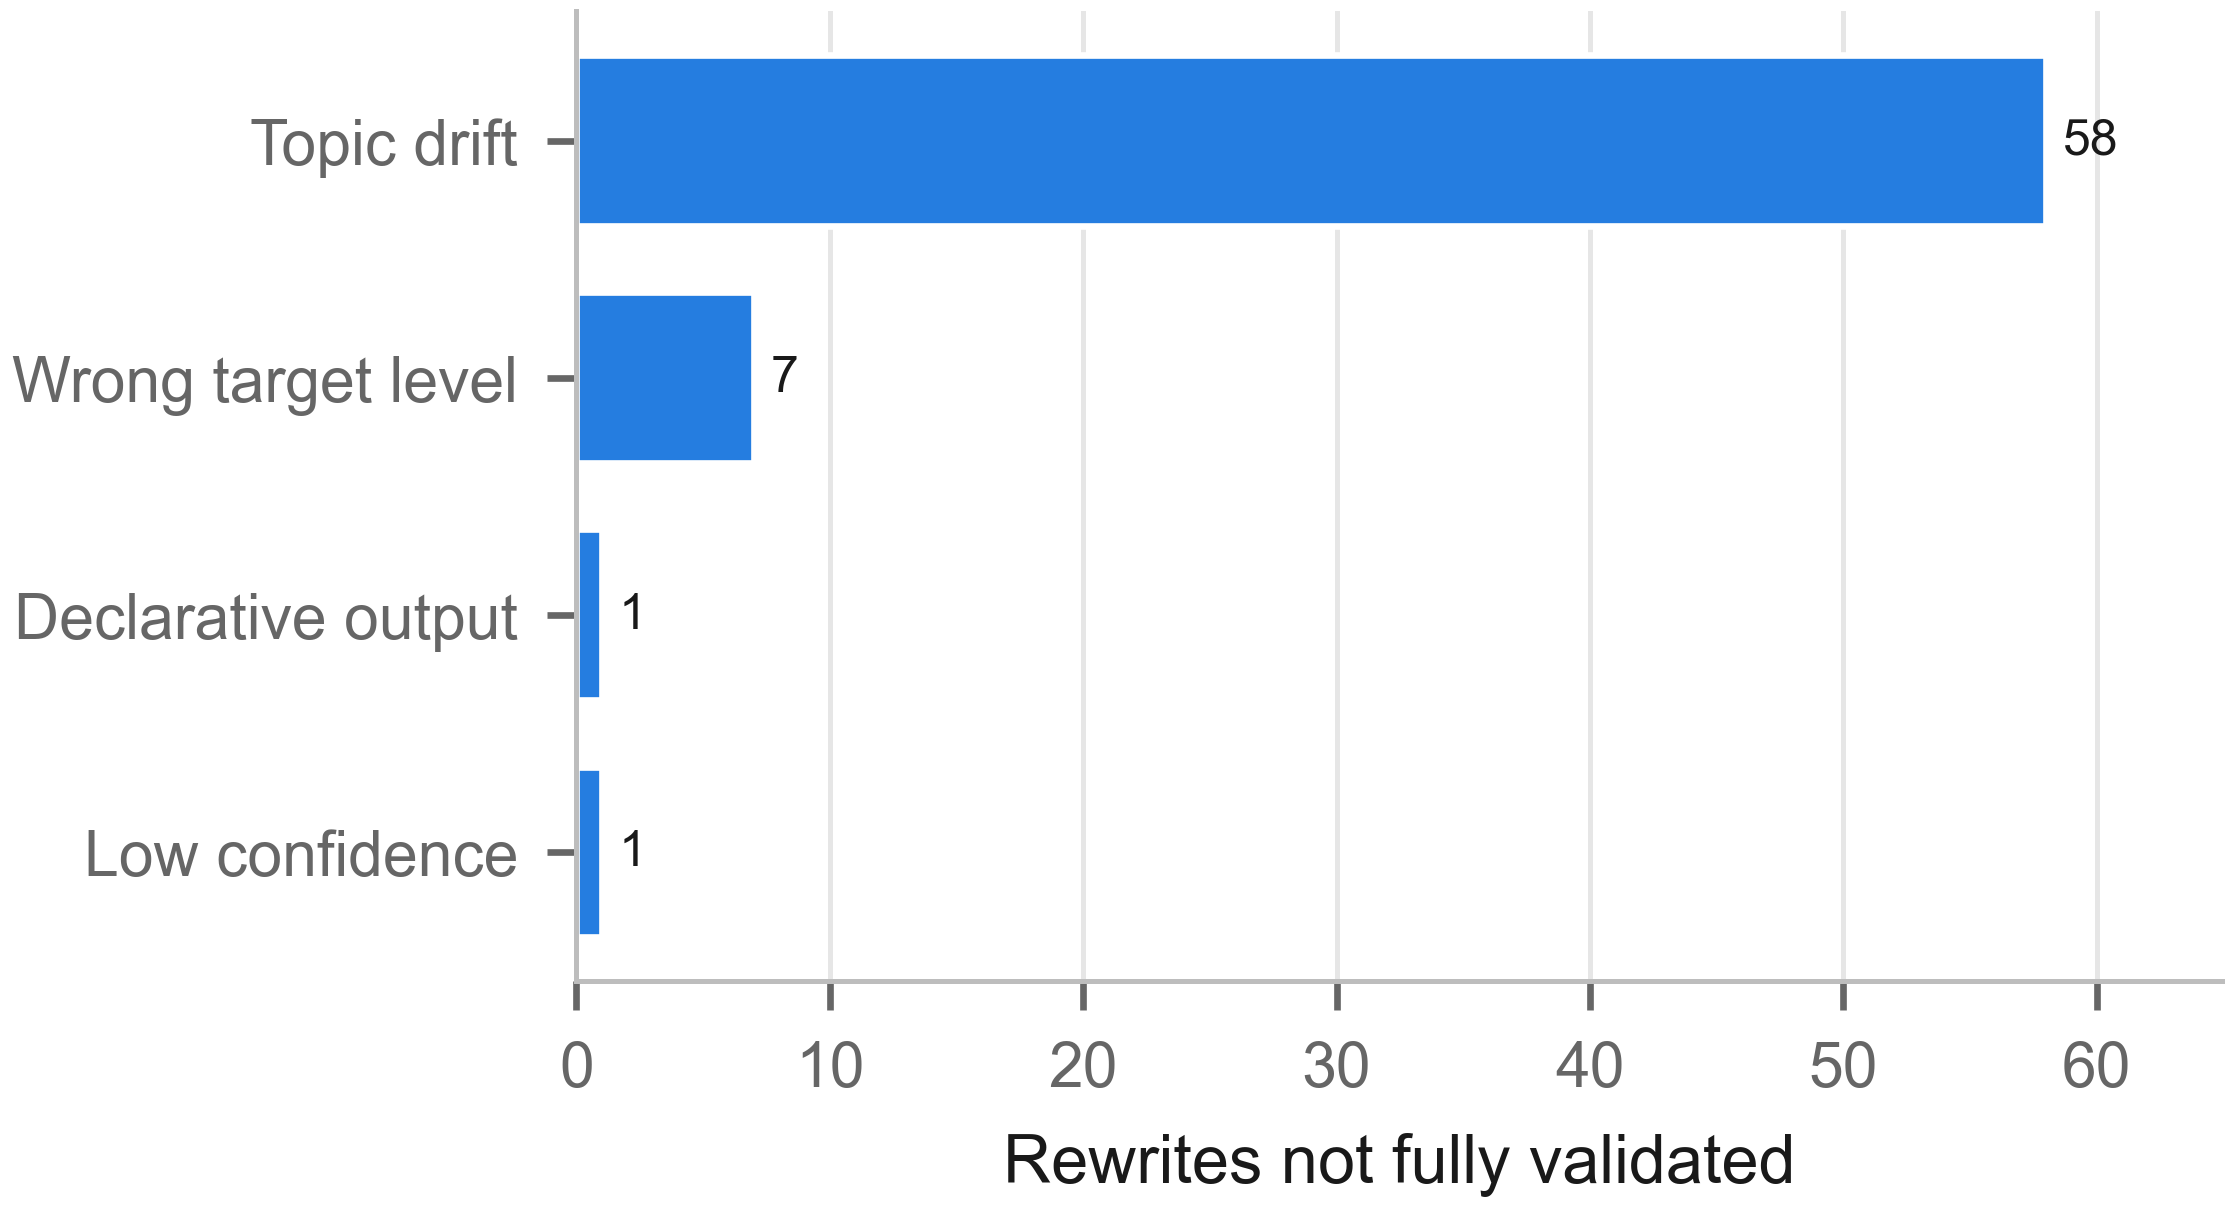 Topic drift
58
Wrong target level
7
Declarative output
1
Low confidence
1
0 10 20 30 40 50 60
Rewrites not fully validated